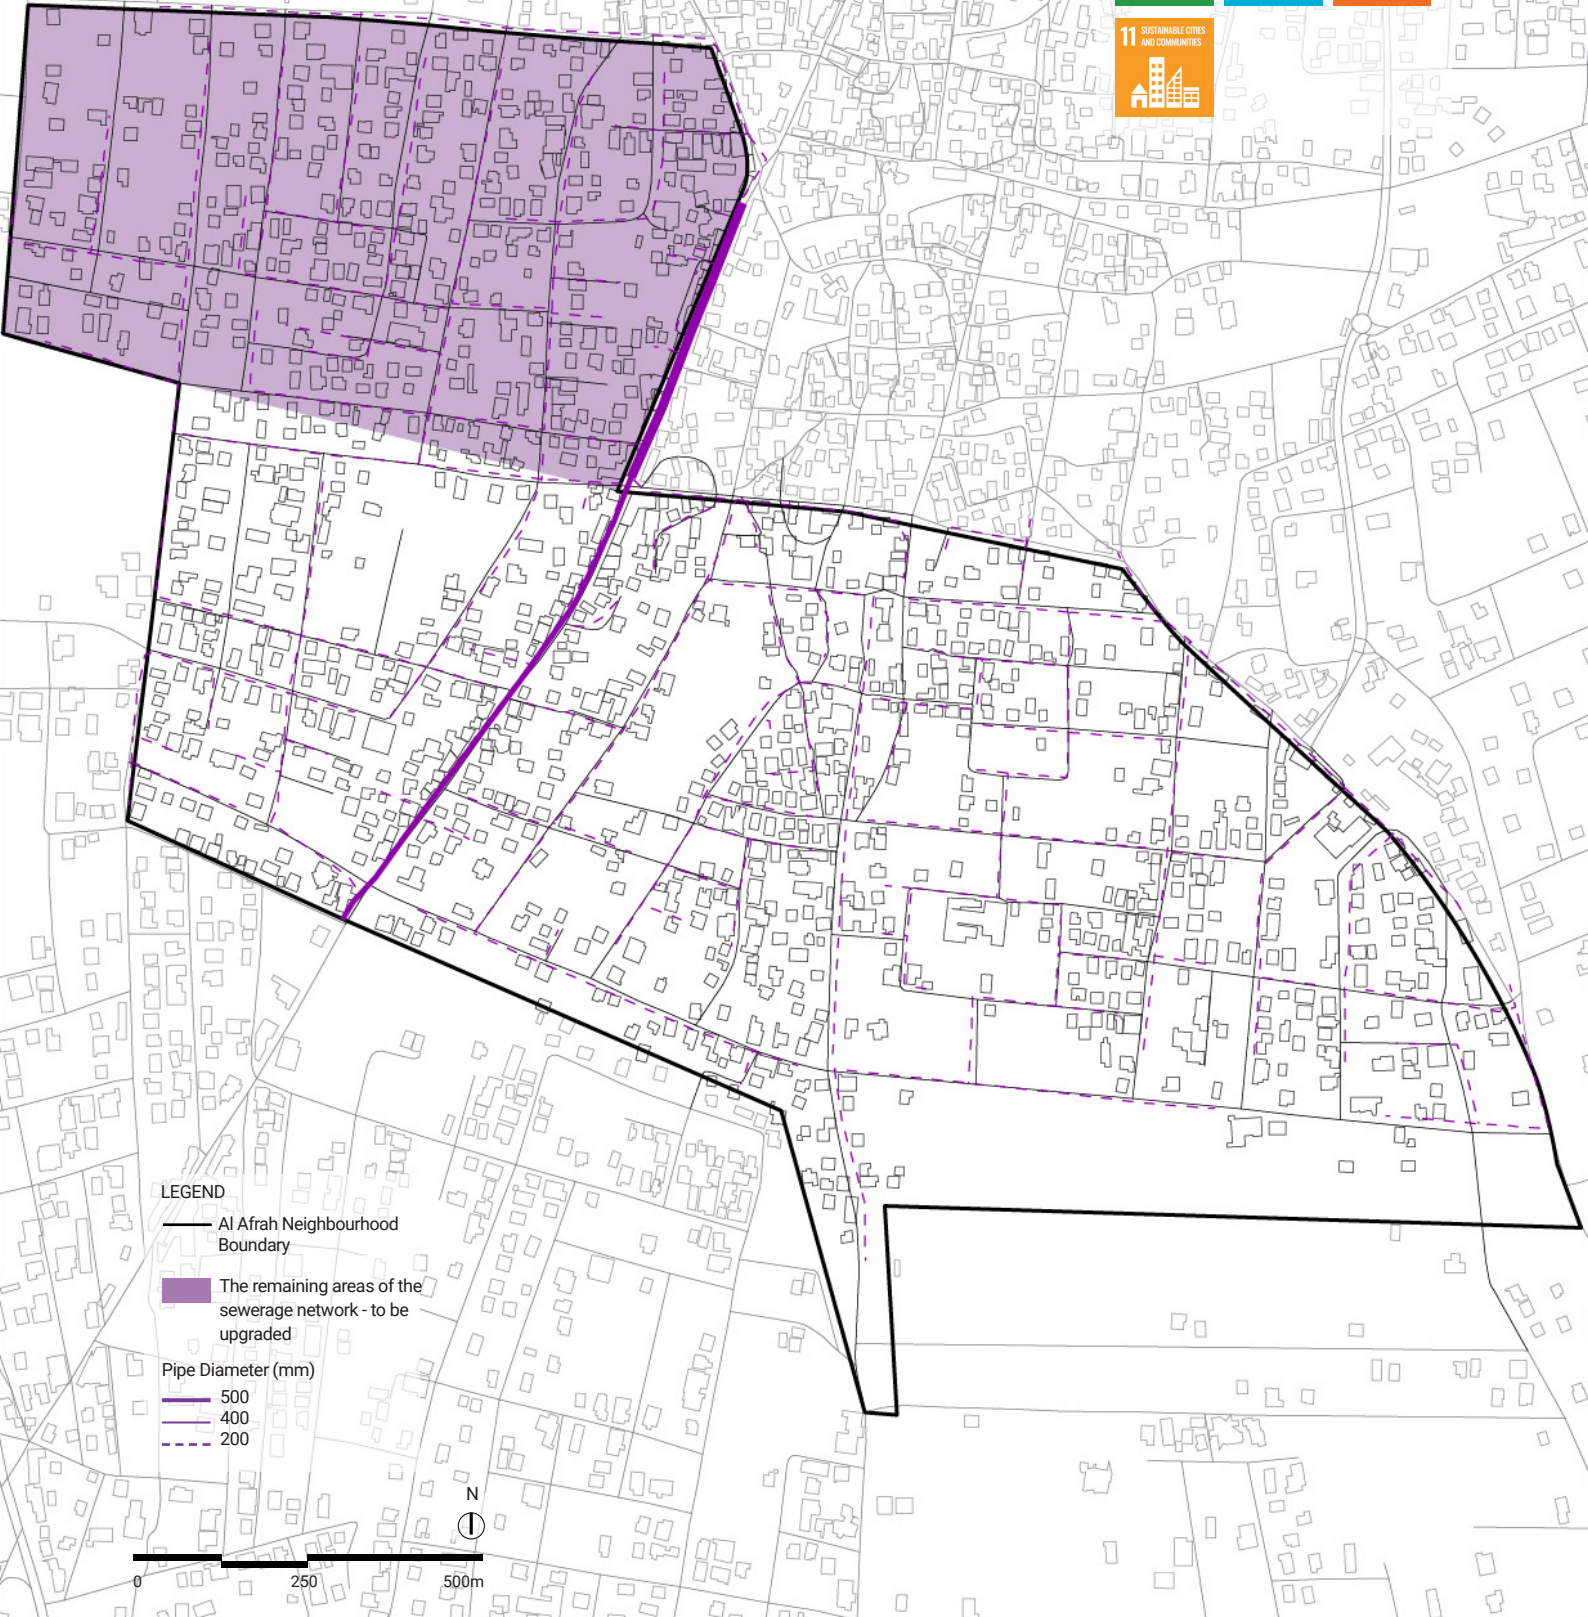 11 SUSTAINABLE CITIES
AND COMMUNITIES
LEGEND
Al Afrah Neighbourhood
Boundary
The remaining areas of the
sewerage network - to be
upgraded
Pipe Diameter (mm)
500
400
200
N
0 250 500m